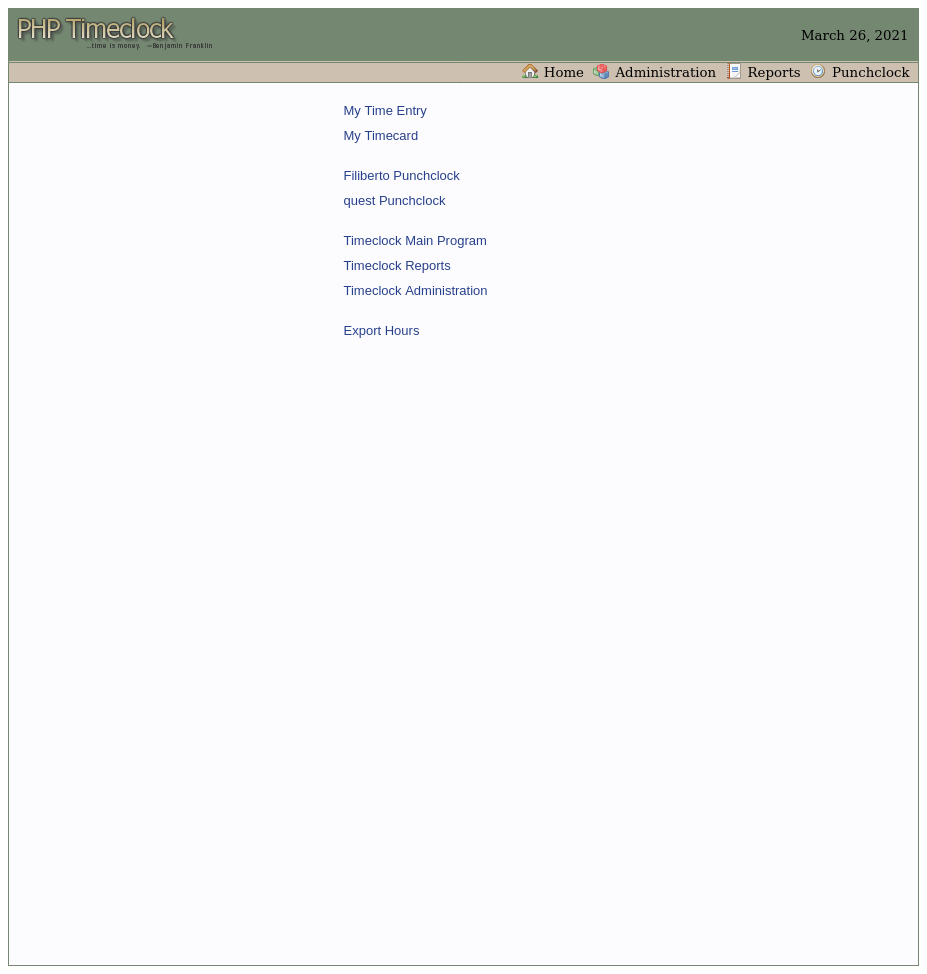 PHP Timeclock
...time is money. —Benjamin Franklin
March 26, 2021
Home Administration Reports Punchclock
My Time Entry
My Timecard
Filiberto Punchclock
quest Punchclock
Timeclock Main Program
Timeclock Reports
Timeclock Administration
Export Hours